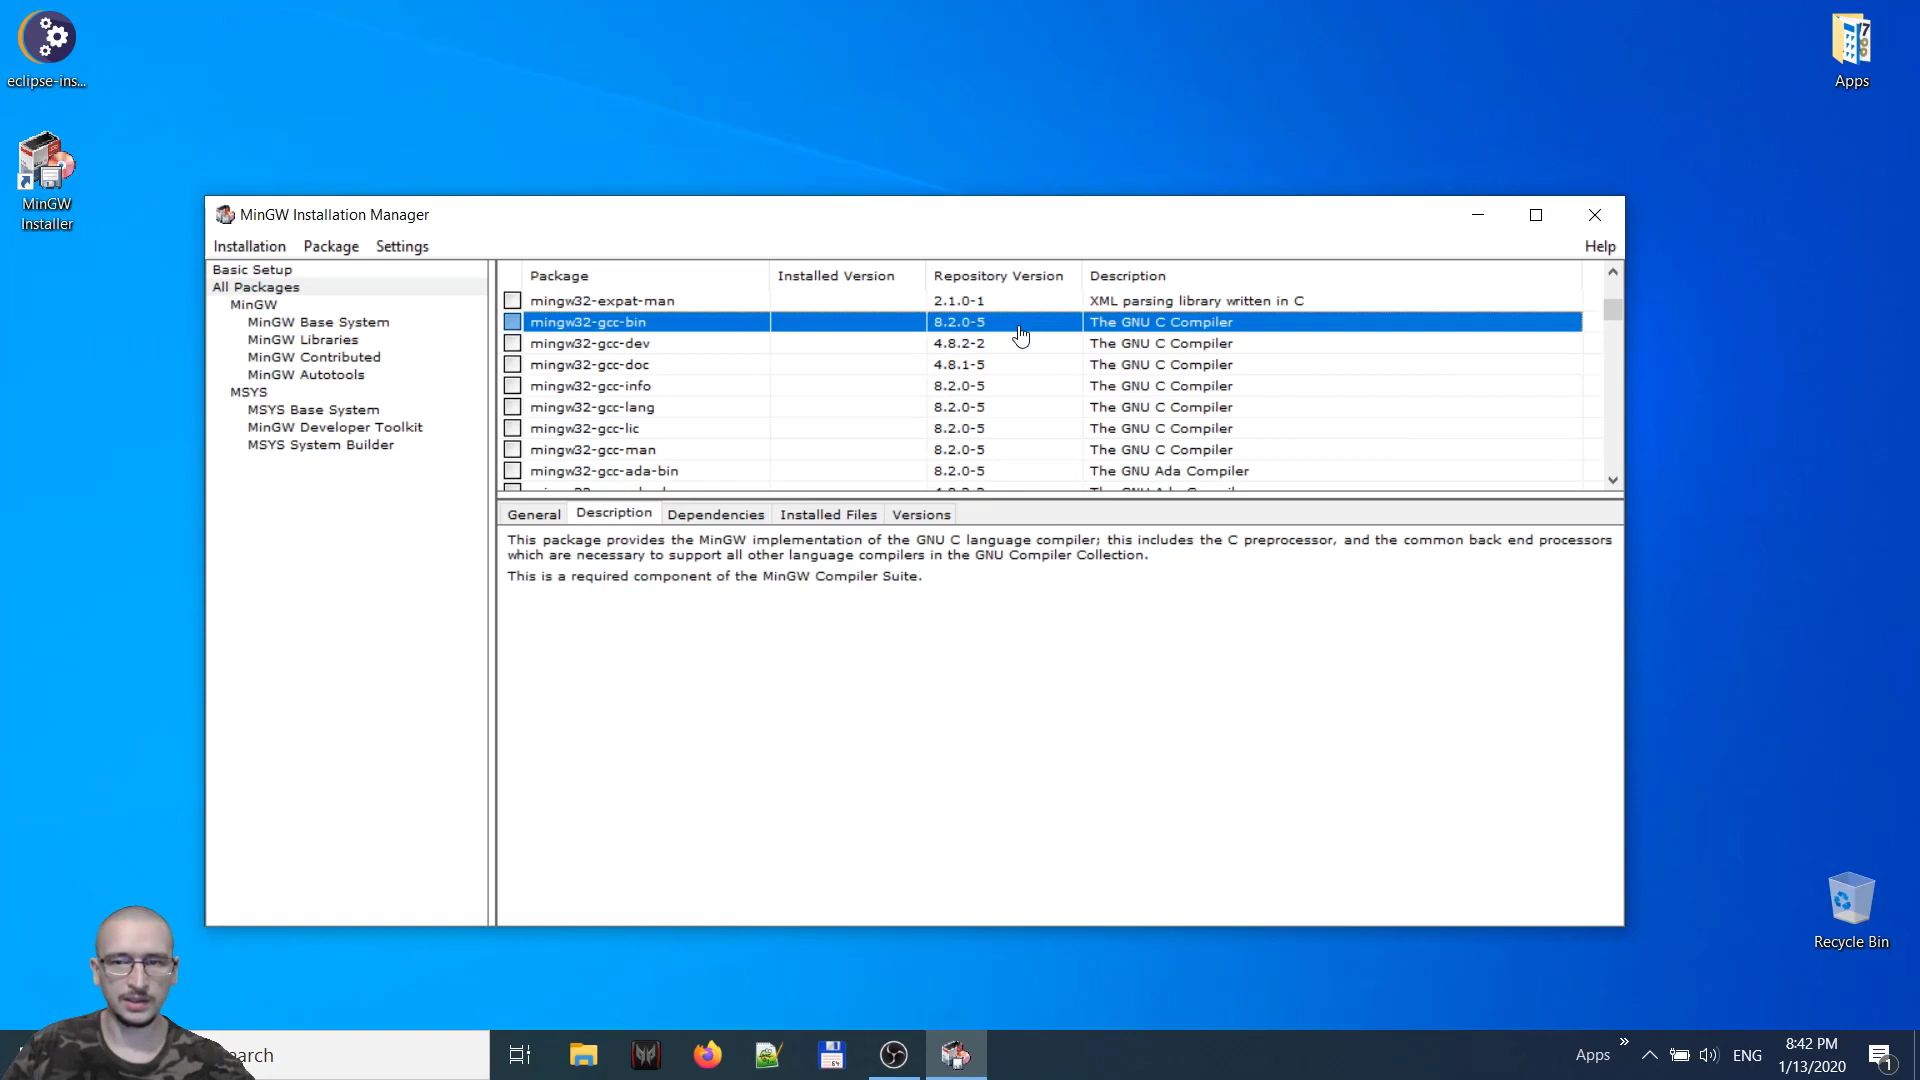 eclipse-ins...
MinGW
Installer
Apps
MinGW Installation Manager
Installation Package Settings Help
Basic Setup
All Packages
MinGW
MinGW Base System
MinGW Libraries
MinGW Contributed
MinGW Autotools
MSYS
MSYS Base System
MinGW Developer Toolkit
MSYS System Builder
Package Installed Version Repository Version Description
mingw32-expat-man 2.1.0-1 XML parsing library written in C
mingw32-gcc-bin 8.2.0-5 The GNU C Compiler
mingw32-gcc-dev 4.8.2-2 The GNU C Compiler
mingw32-gcc-doc 4.8.1-5 The GNU C Compiler
mingw32-gcc-info 8.2.0-5 The GNU C Compiler
mingw32-gcc-lang 8.2.0-5 The GNU C Compiler
mingw32-gcc-lic 8.2.0-5 The GNU C Compiler
mingw32-gcc-man 8.2.0-5 The GNU C Compiler
mingw32-gcc-ada-bin 8.2.0-5 The GNU Ada Compiler
General Description Dependencies Installed Files Versions
This package provides the MinGW implementation of the GNU C language compiler; this includes the C preprocessor, and the common back end processors
which are necessary to support all other language compilers in the GNU Compiler Collection.
This is a required component of the MinGW Compiler Suite.
Recycle Bin
earch
64
Apps » ENG
8:42 PM
1/13/2020
1